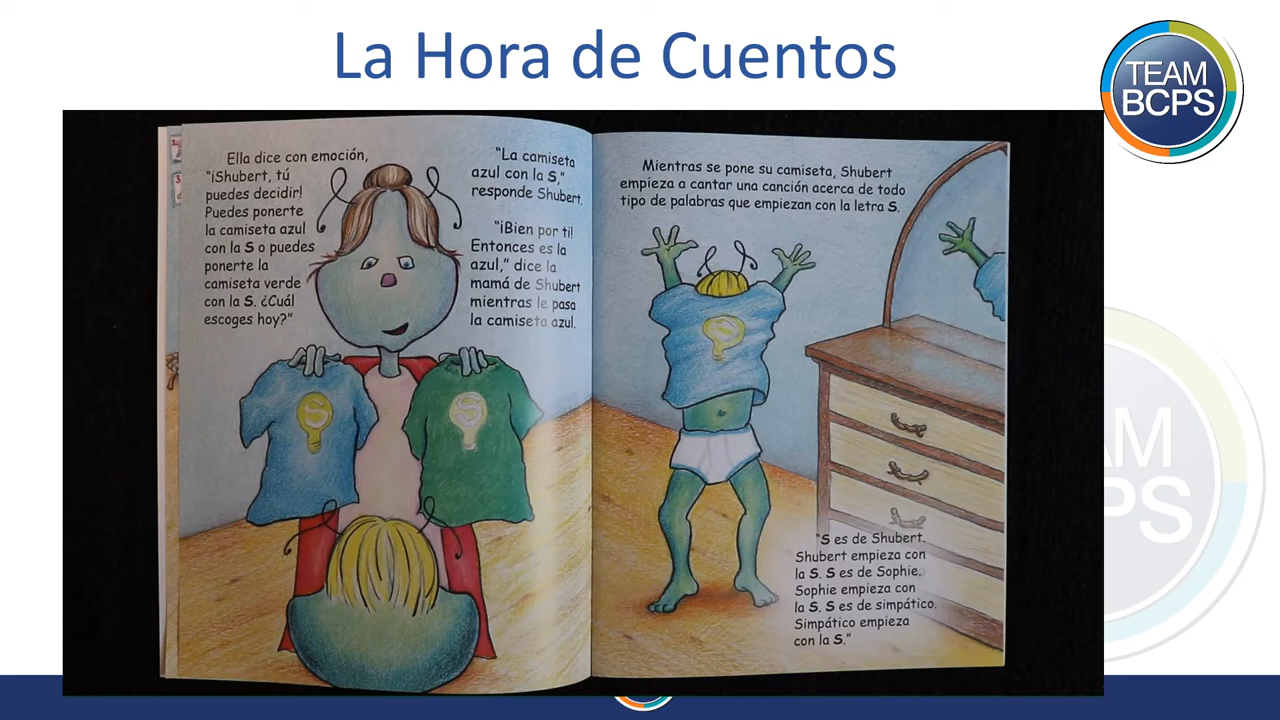 La Hora de Cuentos
TEAM
BCPS
Ella dice con emoción,
"¡Shubert, tú
puedes decidir!
Puedes ponerte
la camiseta azul
con la S o puedes
ponerte la
camiseta verde
con la S. ¿Cuál
escoges hoy?"
"La camiseta
azul con la S,"
responde Shubert.
"¡Bien por ti!
Entonces es la
azul," dice la
mamá de Shubert
mientras le pasa
la camiseta azul.
S
S
Mientras se pone su camiseta, Shubert
empieza a cantar una canción acerca de todo
tipo de palabras que empiezan con la letra S.
"S es de Shubert.
Shubert empieza con
la S. S es de Sophie.
Sophie empieza con
la S. S es de simpático.
Simpático empieza
con la S."
AM
PS